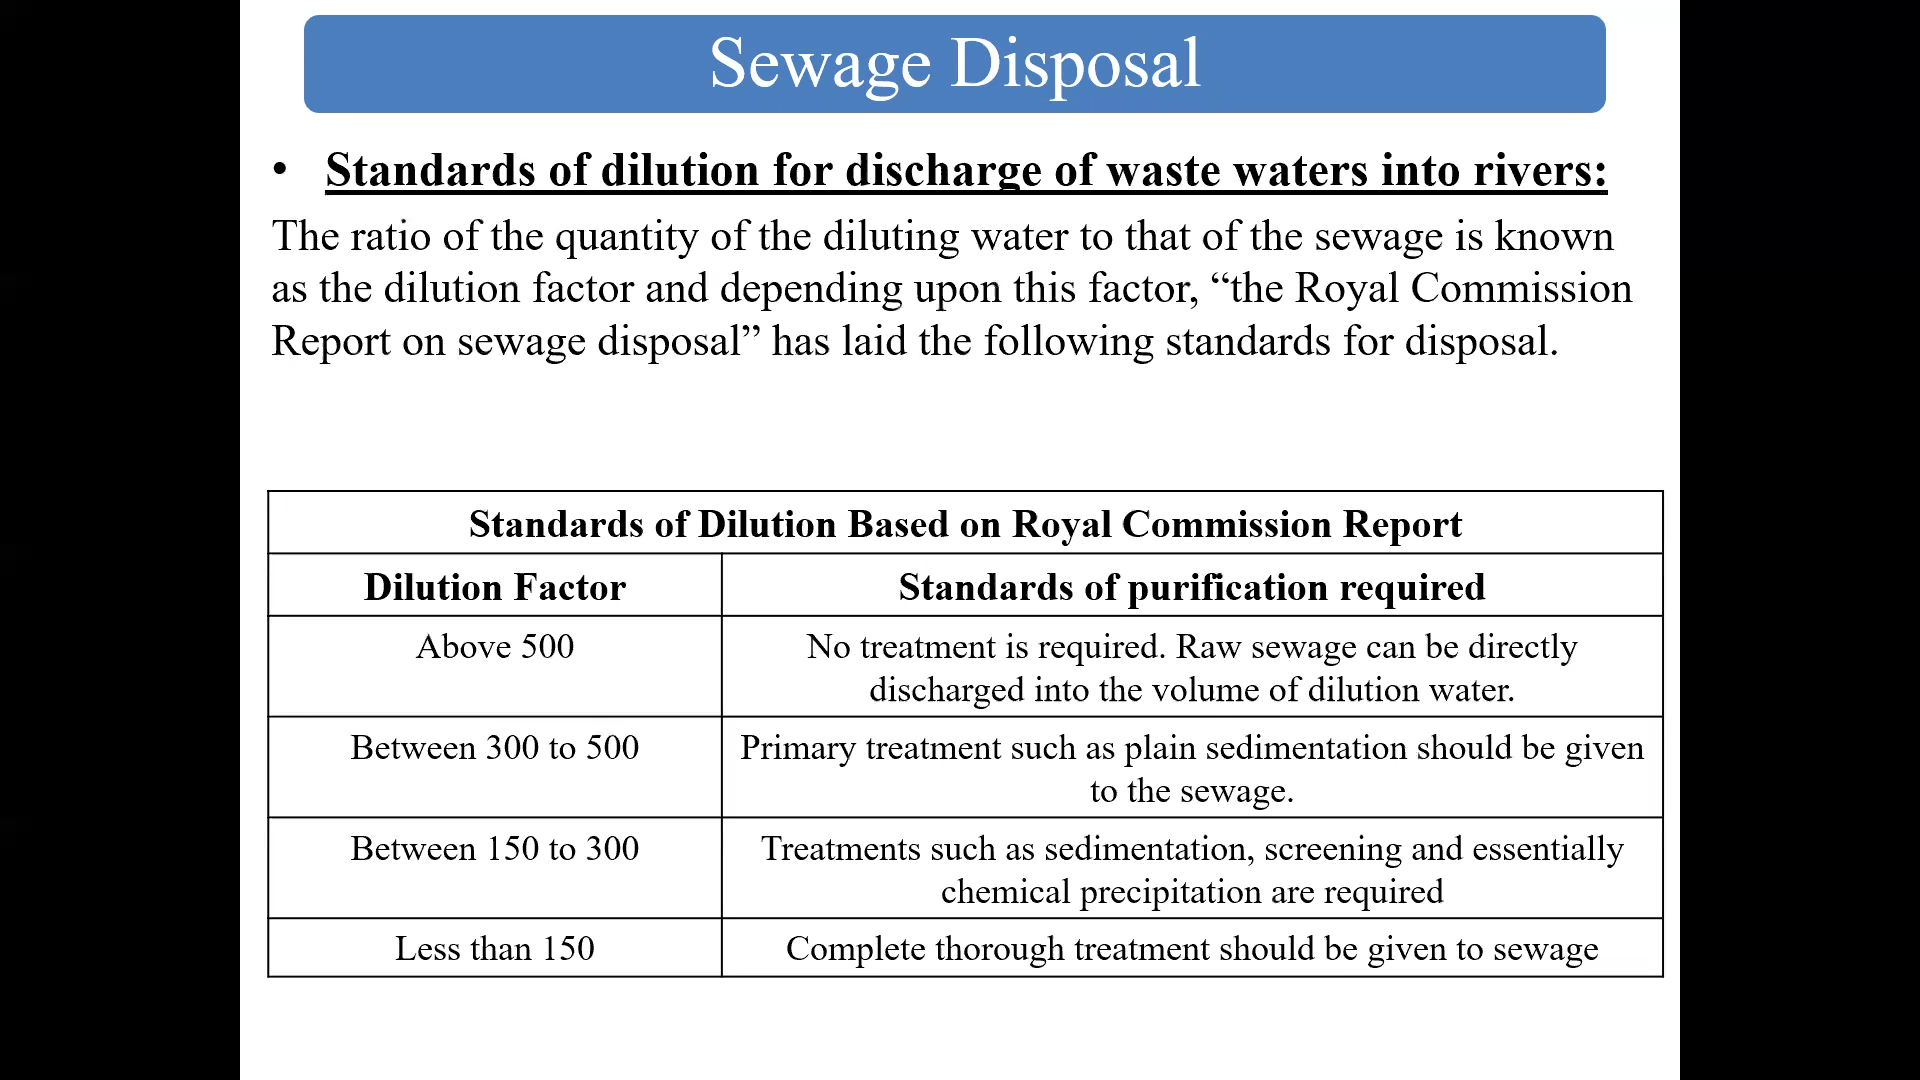 Sewage Disposal
• Standards of dilution for discharge of waste waters into rivers:
The ratio of the quantity of the diluting water to that of the sewage is known
as the dilution factor and depending upon this factor, “the Royal Commission
Report on sewage disposal” has laid the following standards for disposal.
Standards of Dilution Based on Royal Commission Report
Dilution Factor
Standards of purification required
Above 500
No treatment is required. Raw sewage can be directly
discharged into the volume of dilution water.
Between 300 to 500
Primary treatment such as plain sedimentation should be given
to the sewage.
Between 150 to 300
Treatments such as sedimentation, screening and essentially
chemical precipitation are required
Less than 150
Complete thorough treatment should be given to sewage